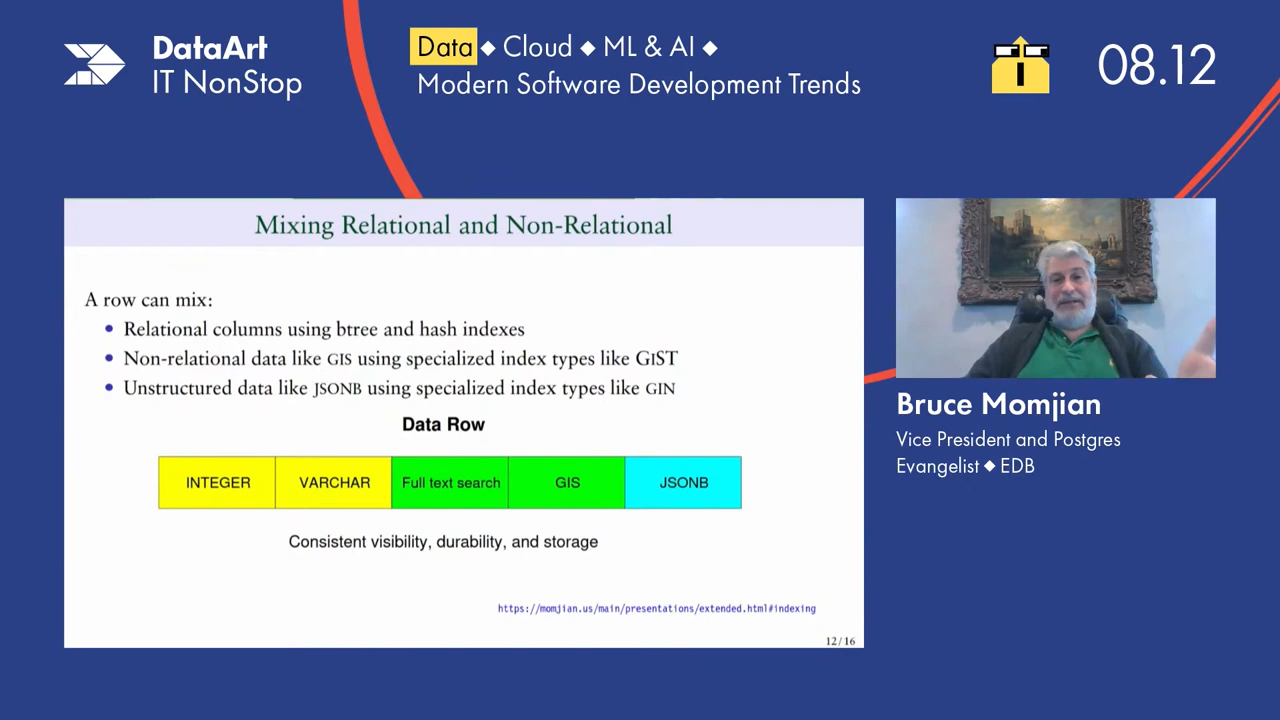 DataArt
IT NonStop
Data ◆ Cloud ◆ ML & AI ◆
Modern Software Development Trends
08.12
Mixing Relational and Non-Relational
A row can mix:
• Relational columns using btree and hash indexes
• Non-relational data like GIS using specialized index types like GiST
• Unstructured data like JSONB using specialized index types like GIN
Data Row
INTEGER VARCHAR Full text search GIS JSONB
Consistent visibility, durability, and storage
https://momjian.us/main/presentations/extended.html#indexing
12 / 16
Bruce Momjian
Vice President and Postgres
Evangelist ◆ EDB